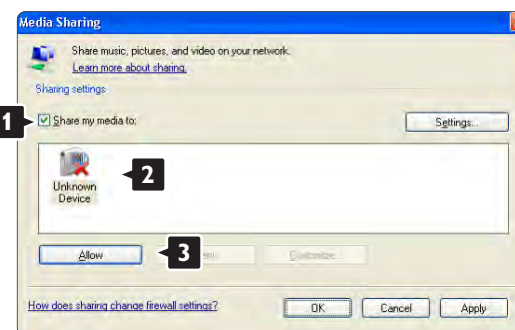 Media Sharing
Share music, pictures, and video on your network.
Learn more about sharing.
Sharing settings
1
Share my media to:
Settings...
Unknown
Device
2
Allow
3
Customize...
How does sharing change firewall settings?
OK
Cancel
Apply